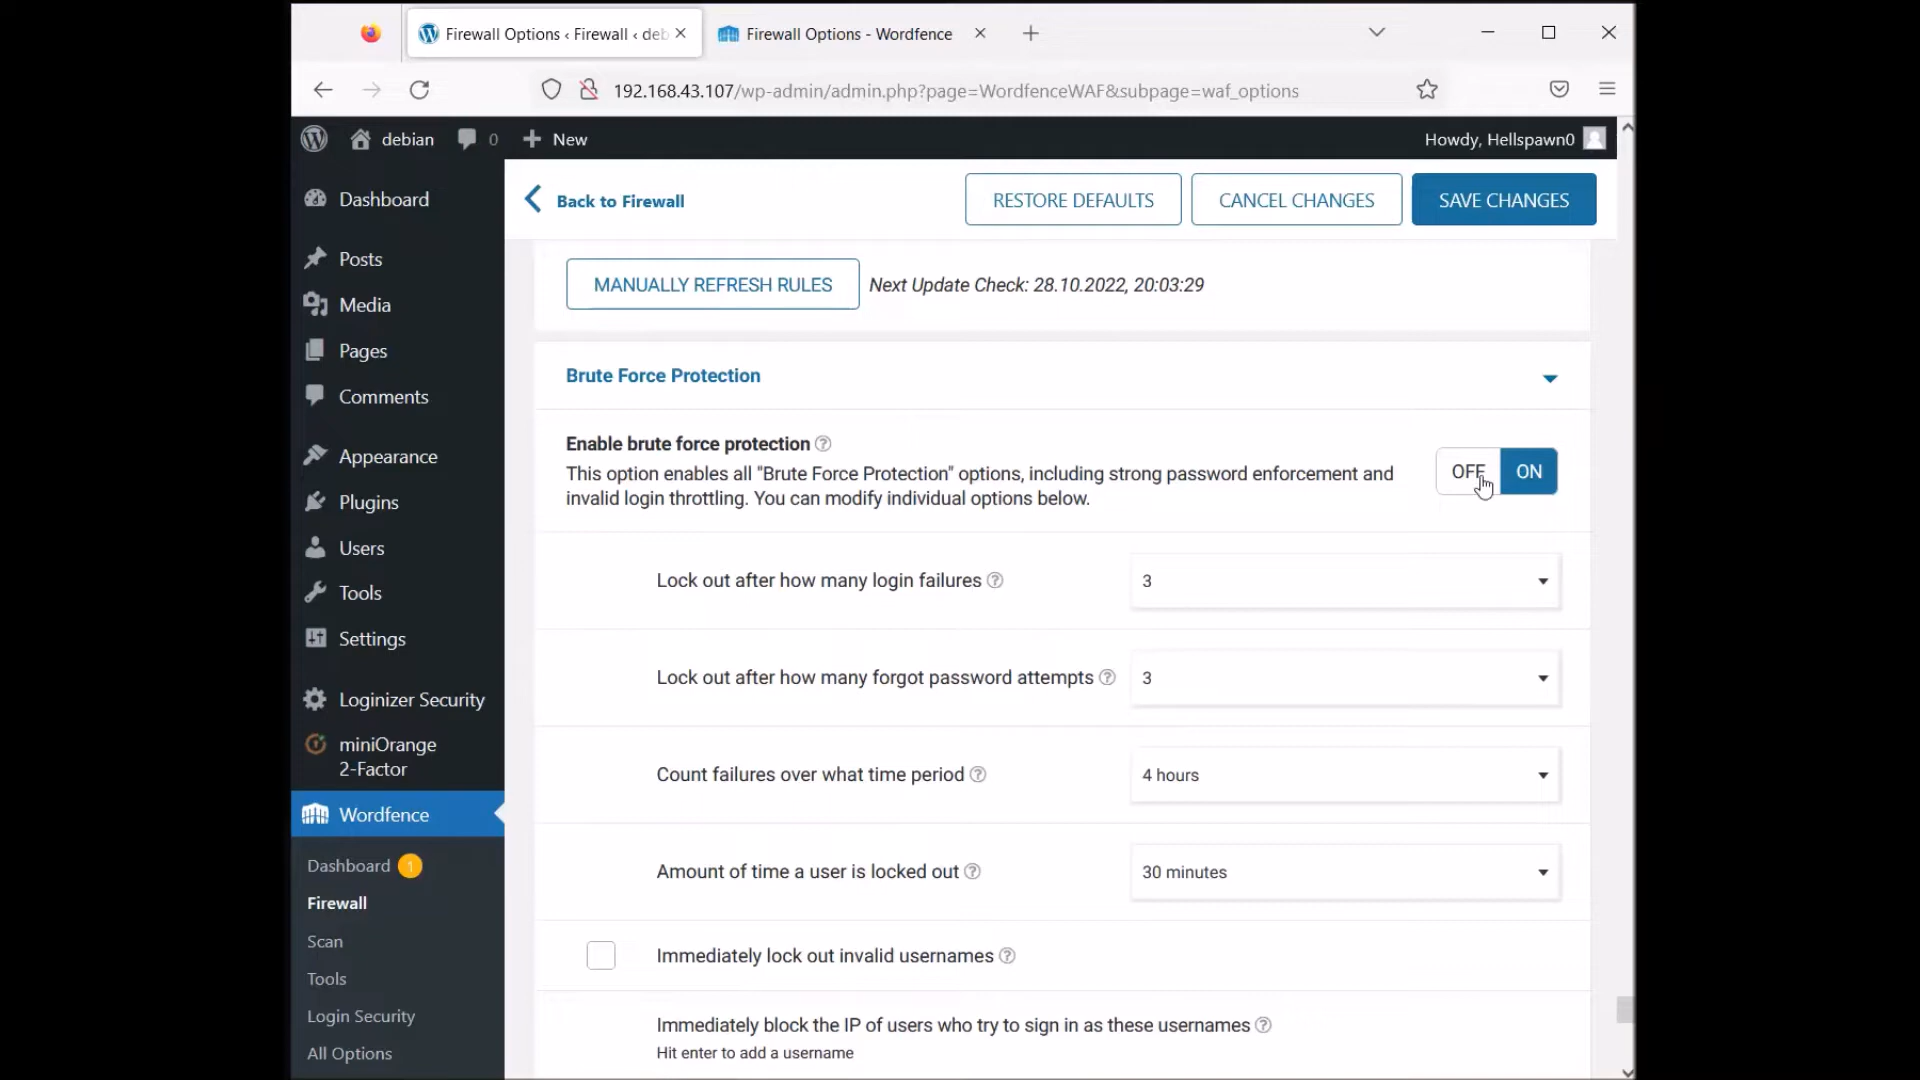 Firewall Options ‹ Firewall ‹ deb
Firewall Options - Wordfence
192.168.43.107/wp-admin/admin.php?page=WordfenceWAF&subpage=waf_options
debian
0
New
Howdy, Hellspawn0
Dashboard
Posts
Media
Pages
Comments
Appearance
Plugins
Users
Tools
Settings
Loginizer Security
miniOrange
2-Factor
Wordfence
Dashboard 1
Firewall
Scan
Tools
Login Security
All Options
Back to Firewall
RESTORE DEFAULTS
CANCEL CHANGES
SAVE CHANGES
MANUALLY REFRESH RULES
Next Update Check: 28.10.2022, 20:03:29
Brute Force Protection
Enable brute force protection
This option enables all "Brute Force Protection" options, including strong password enforcement and
invalid login throttling. You can modify individual options below.
OFF ON
Lock out after how many login failures
3
Lock out after how many forgot password attempts
3
Count failures over what time period
4 hours
Amount of time a user is locked out
30 minutes
Immediately lock out invalid usernames
Immediately block the IP of users who try to sign in as these usernames
Hit enter to add a username